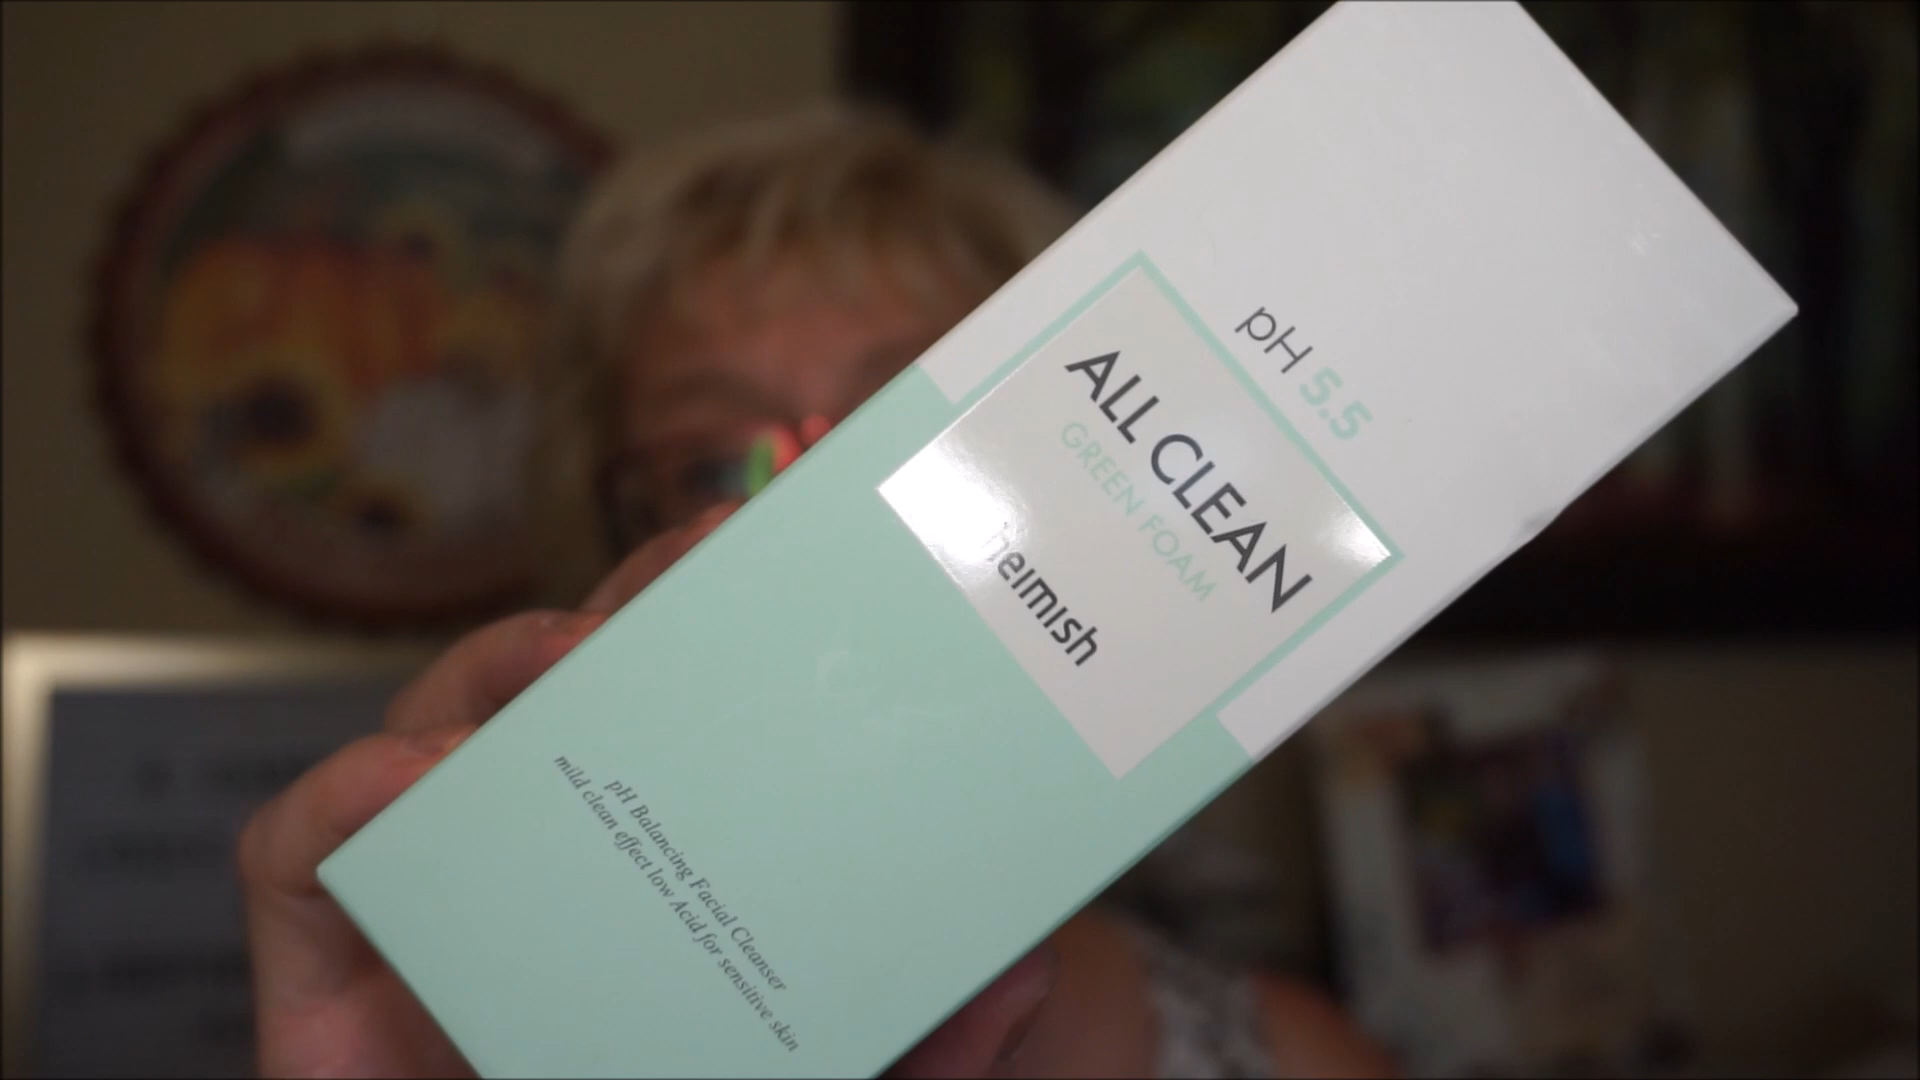 pH 5.5
ALL CLEAN
GREEN FOAM
heimish
pH Balancing Facial Cleanser
mild clean effect low Acid for sensitive skin